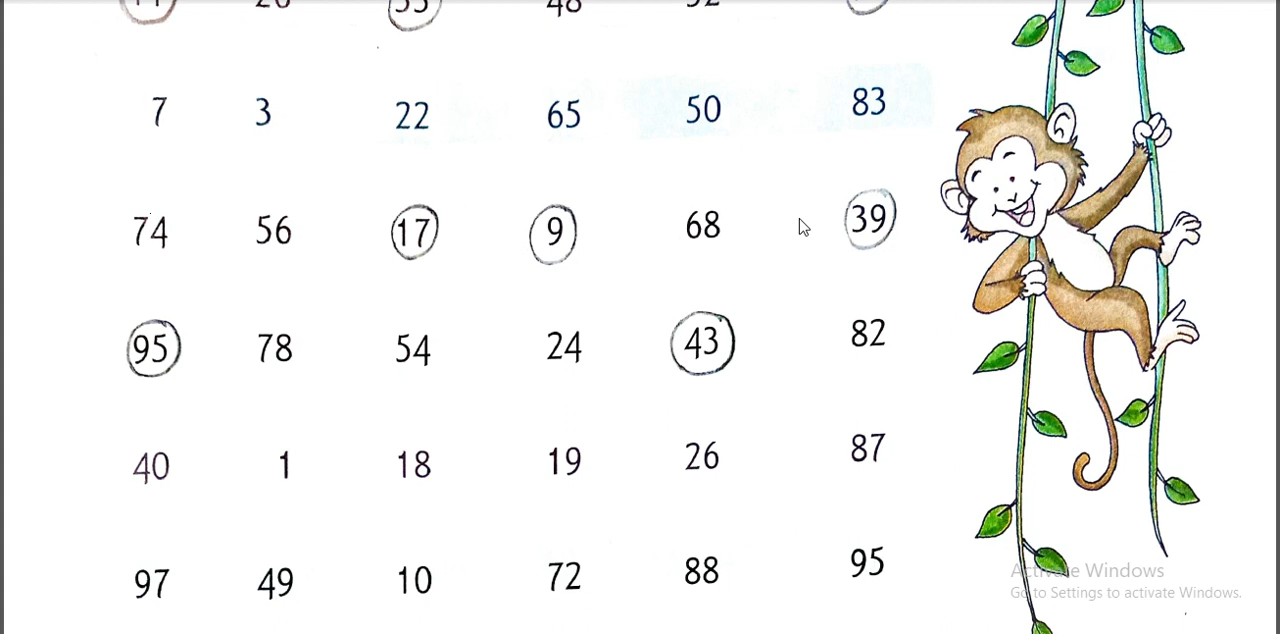 7 3 22 65 50 83
74 56 17 9 68 39
95 78 54 24 43 82
40 1 18 19 26 87
97 49 10 72 88 95
Activate Windows
Go to Settings to activate Windows.